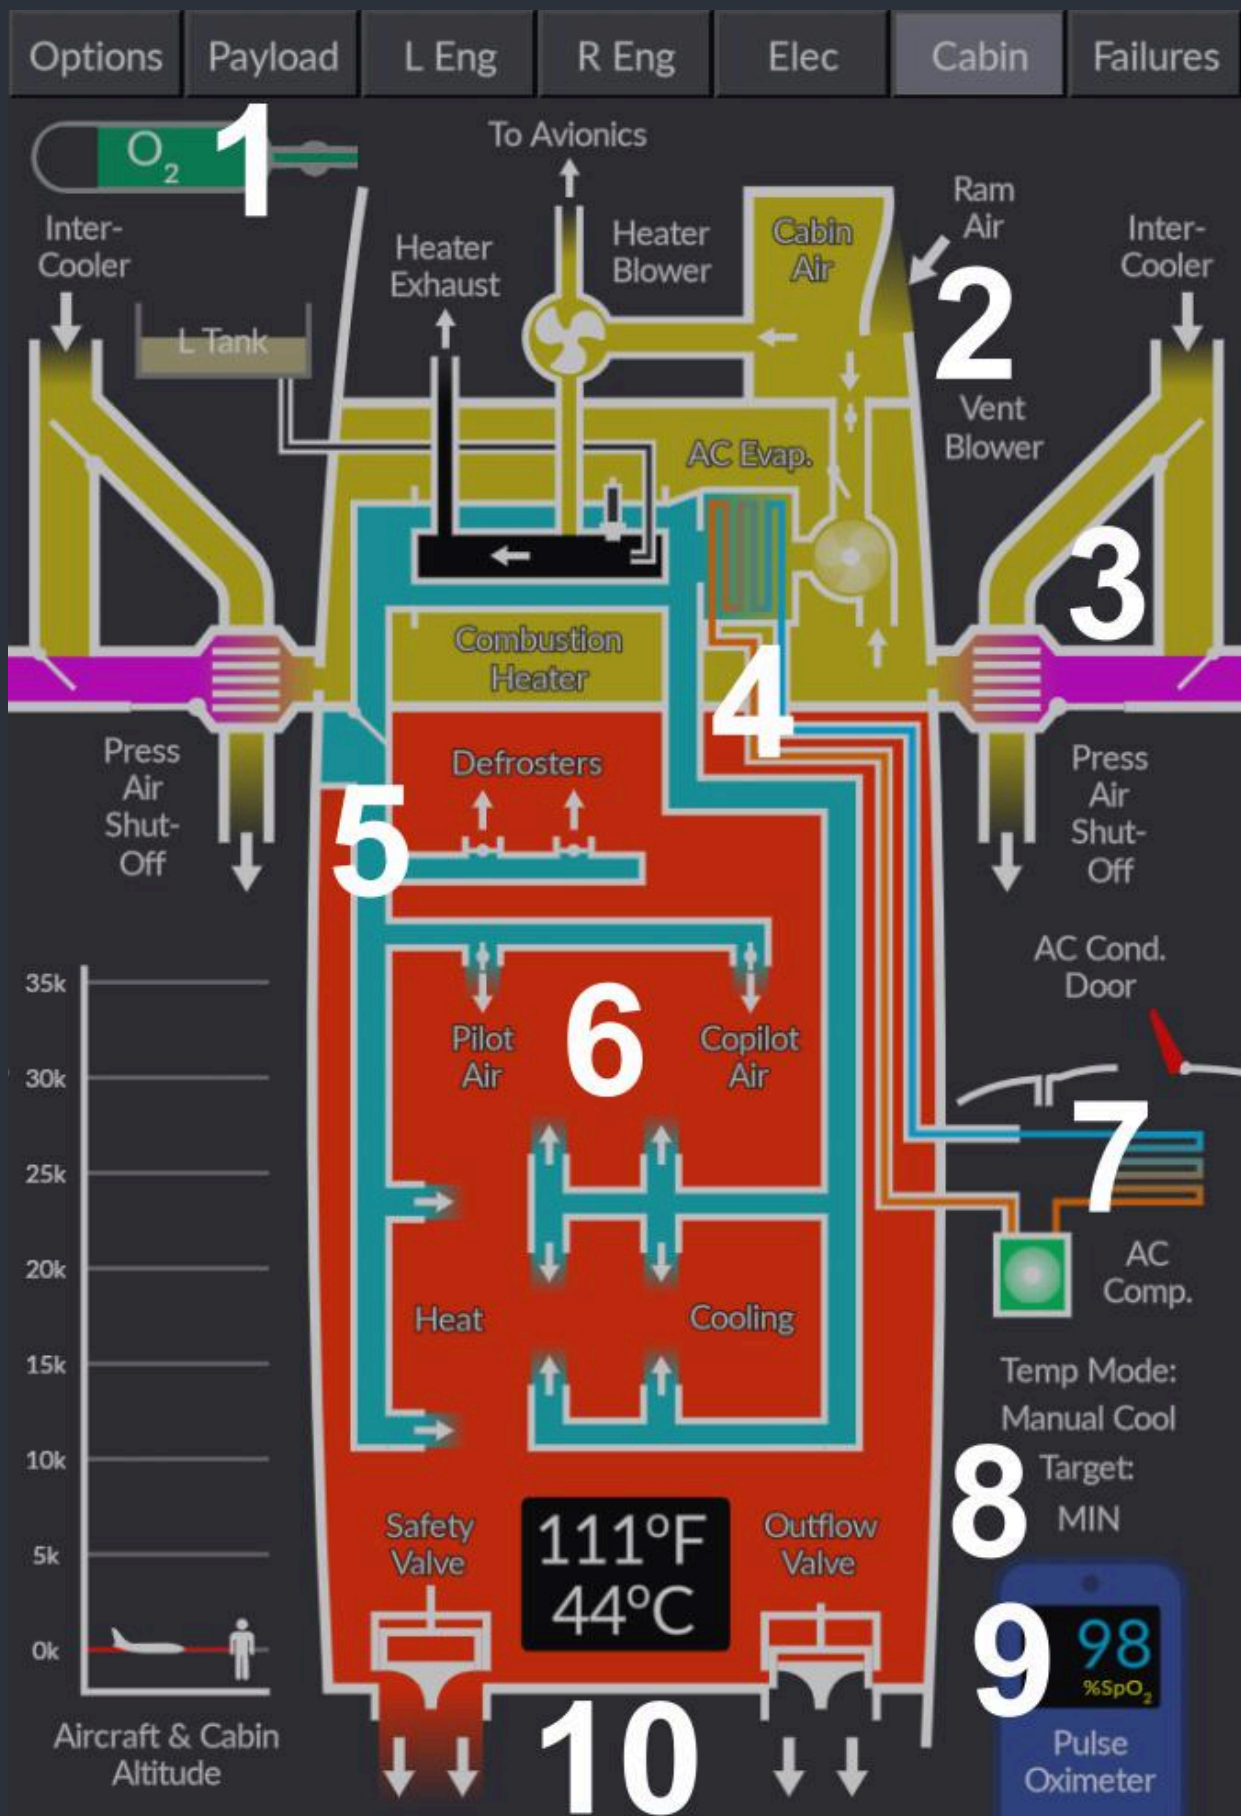 Options Payload L Eng R Eng Elec Cabin Failures
1
O2
To Avionics
Inter-
Cooler
Heater
Exhaust
Heater
Blower
Cabin
Air
Ram
Air
Inter-
Cooler
2
L Tank
Vent
Blower
AC Evap.
3
Combustion
Heater
4
Press
Air
Shut-
Off
Defrosters
Press
Air
Shut-
Off
5
AC Cond.
Door
35k
30k
25k
20k
15k
10k
5k
0k
Pilot
Air
6
Copilot
Air
7
AC
Comp.
Heat
Cooling
Temp Mode:
Manual Cool
8
Target:
MIN
Safety
Valve
111ºF
44ºC
Outflow
Valve
9
98
%SpO2
Pulse
Oximeter
Aircraft & Cabin
Altitude
10